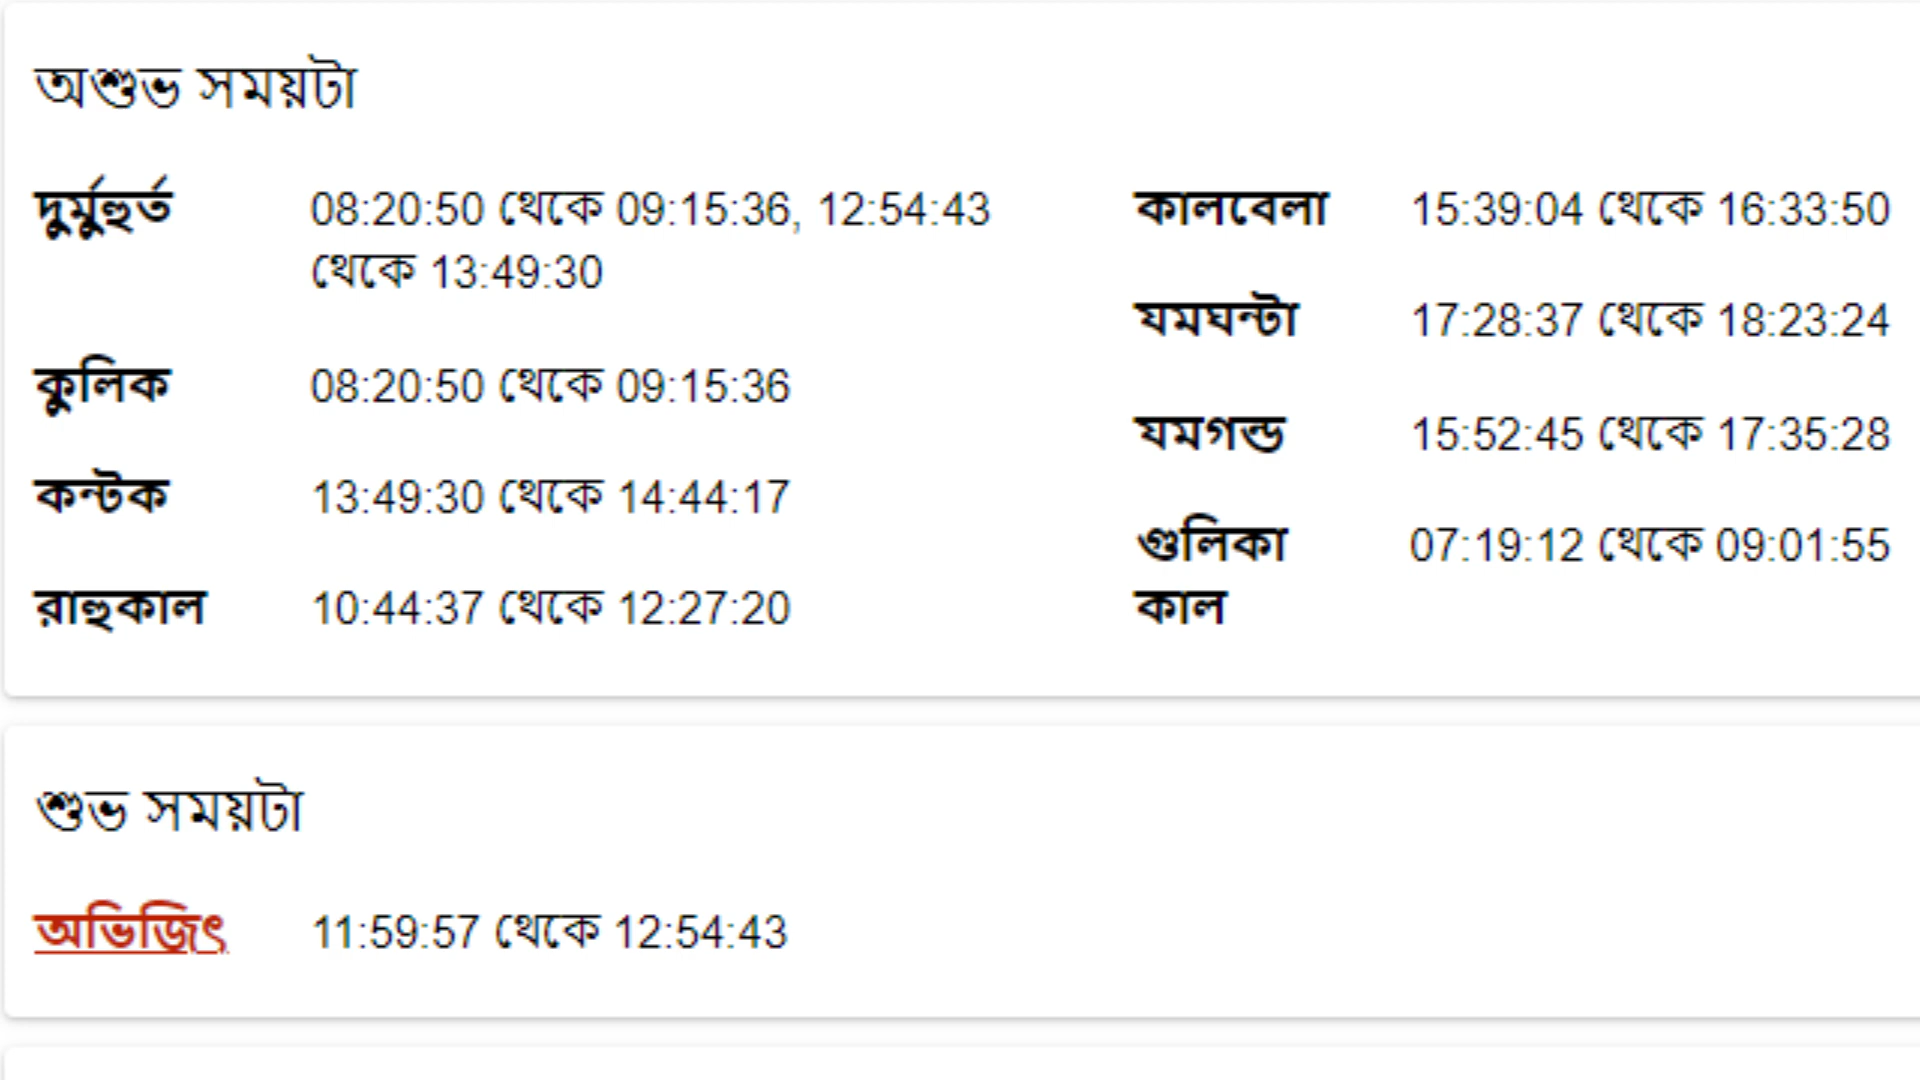 অশুভ সময়টা
দুর্মুহুর্ত 08:20:50 থেকে 09:15:36, 12:54:43
থেকে 13:49:30
কুলিক 08:20:50 থেকে 09:15:36
কন্টক 13:49:30 থেকে 14:44:17
রাহুকাল 10:44:37 থেকে 12:27:20
কালবেলা 15:39:04 থেকে 16:33:50
যমঘন্টা 17:28:37 থেকে 18:23:24
যমগন্ড 15:52:45 থেকে 17:35:28
গুলিকা 07:19:12 থেকে 09:01:55
কাল
শুভ সময়টা
অভিজিৎ 11:59:57 থেকে 12:54:43